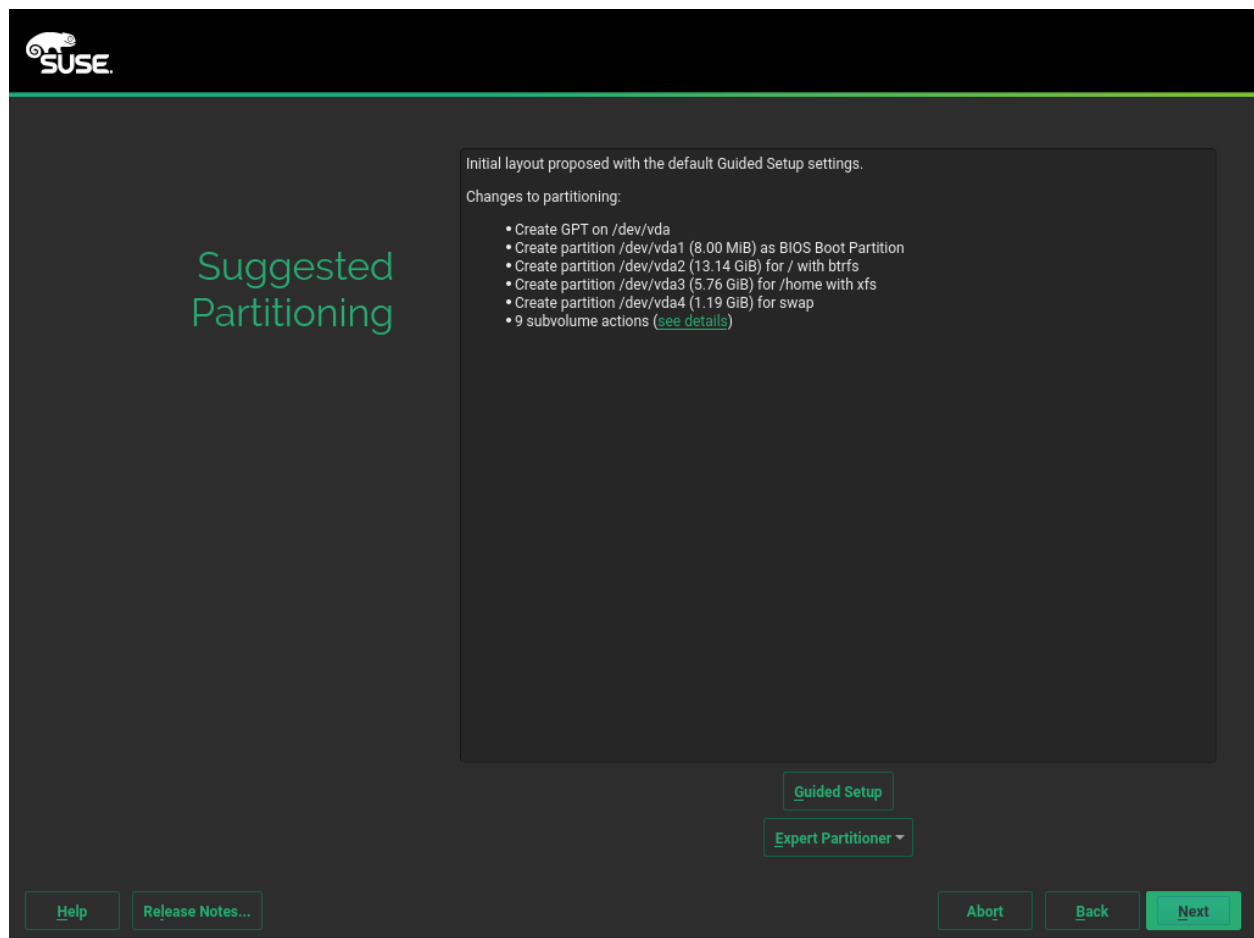 SUSE.
Suggested
Partitioning
Initial layout proposed with the default Guided Setup settings.
Changes to partitioning:
• Create GPT on /dev/vda
• Create partition /dev/vda1 (8.00 MiB) as BIOS Boot Partition
• Create partition /dev/vda2 (13.14 GiB) for / with btrfs
• Create partition /dev/vda3 (5.76 GiB) for /home with xfs
• Create partition /dev/vda4 (1.19 GiB) for swap
• 9 subvolume actions (see details)
Guided Setup
Expert Partitioner
Help Release Notes... Abort Back Next